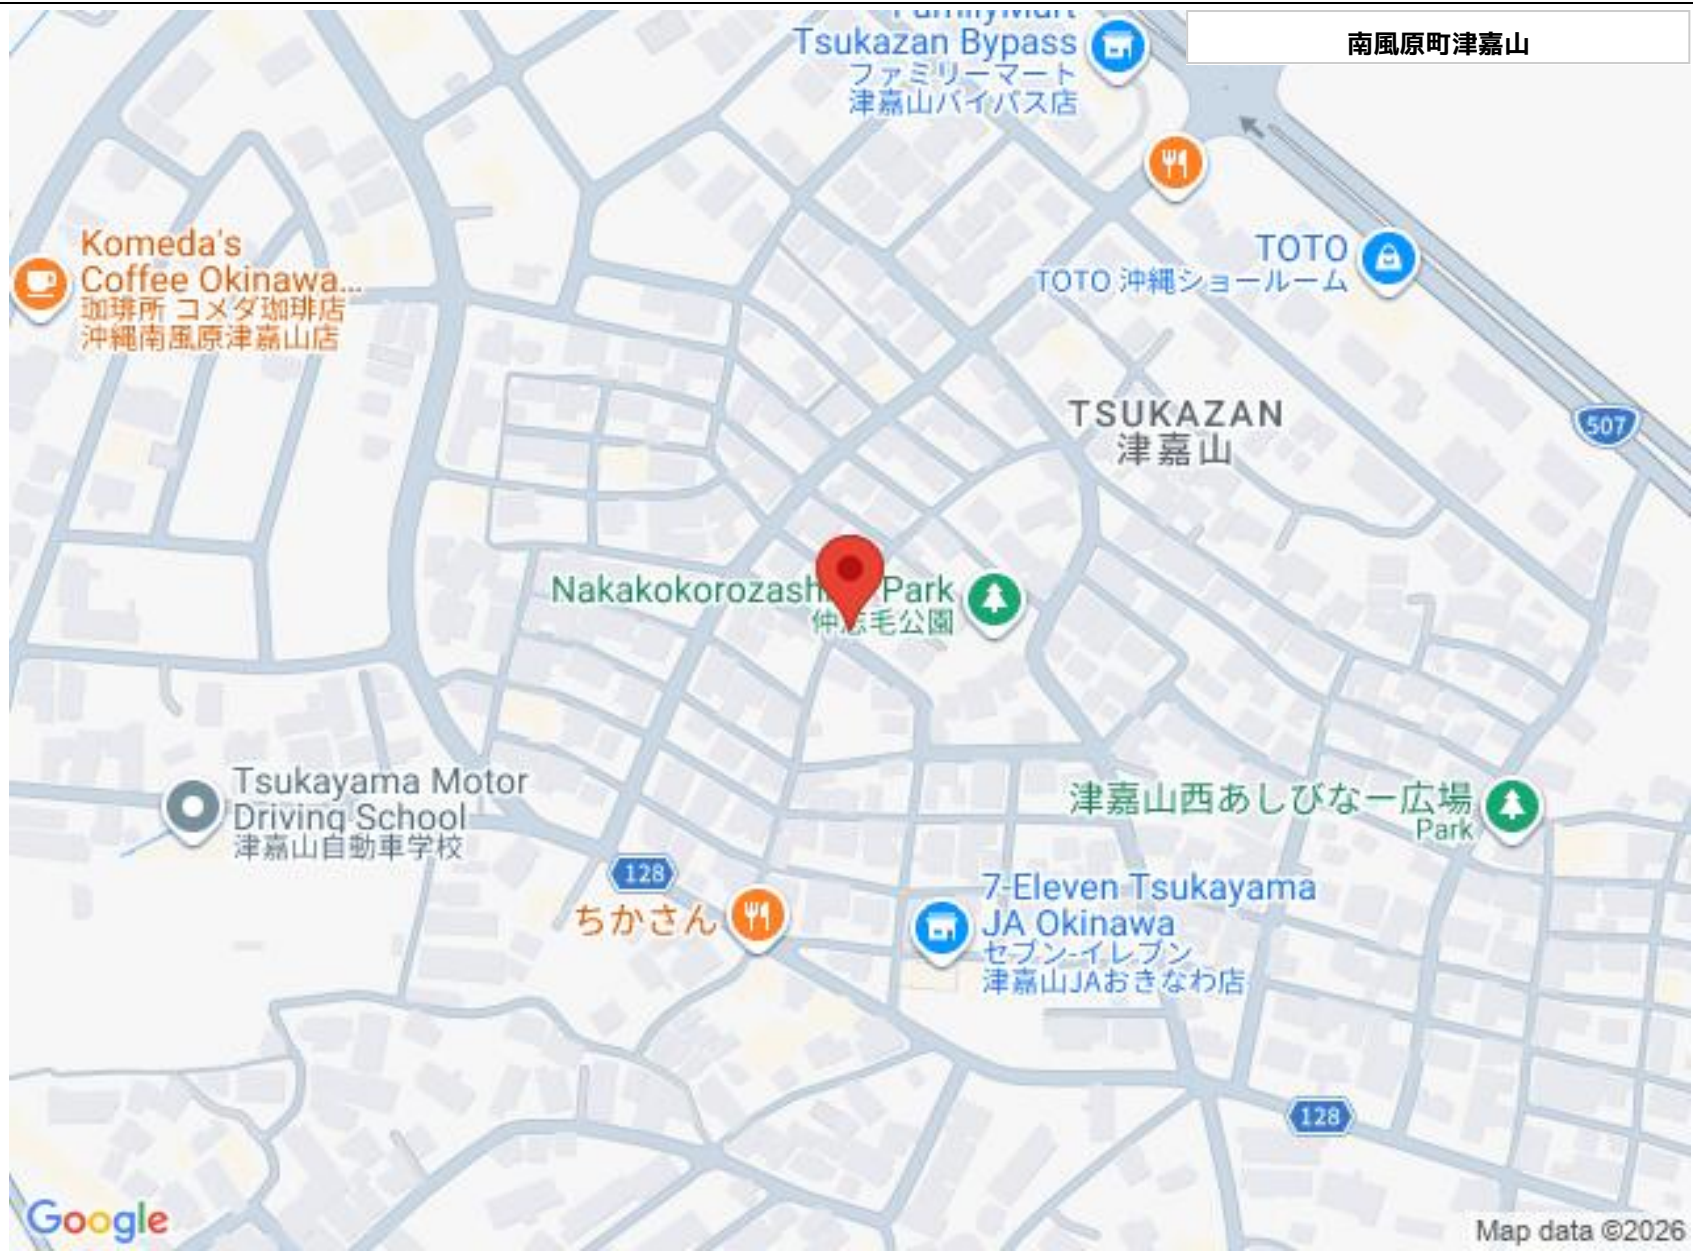 南風原町津嘉山
FamilyMart
Tsukazan Bypass
ファミリーマート
津嘉山バイパス店
Komeda's
Coffee Okinawa...
珈琲所 コメダ珈琲店
沖縄南風原津嘉山店
TOTO
TOTO 沖縄ショールーム
TSUKAZAN
津嘉山
507
Nakakokorozash Park
仲志毛公園
Tsukayama Motor
Driving School
津嘉山自動車学校
津嘉山西あしびなー広場
Park
128
ちかさん
7-Eleven Tsukayama
JA Okinawa
セブン-イレブン
津嘉山JAおきなわ店
128
Google
Map data ©2026